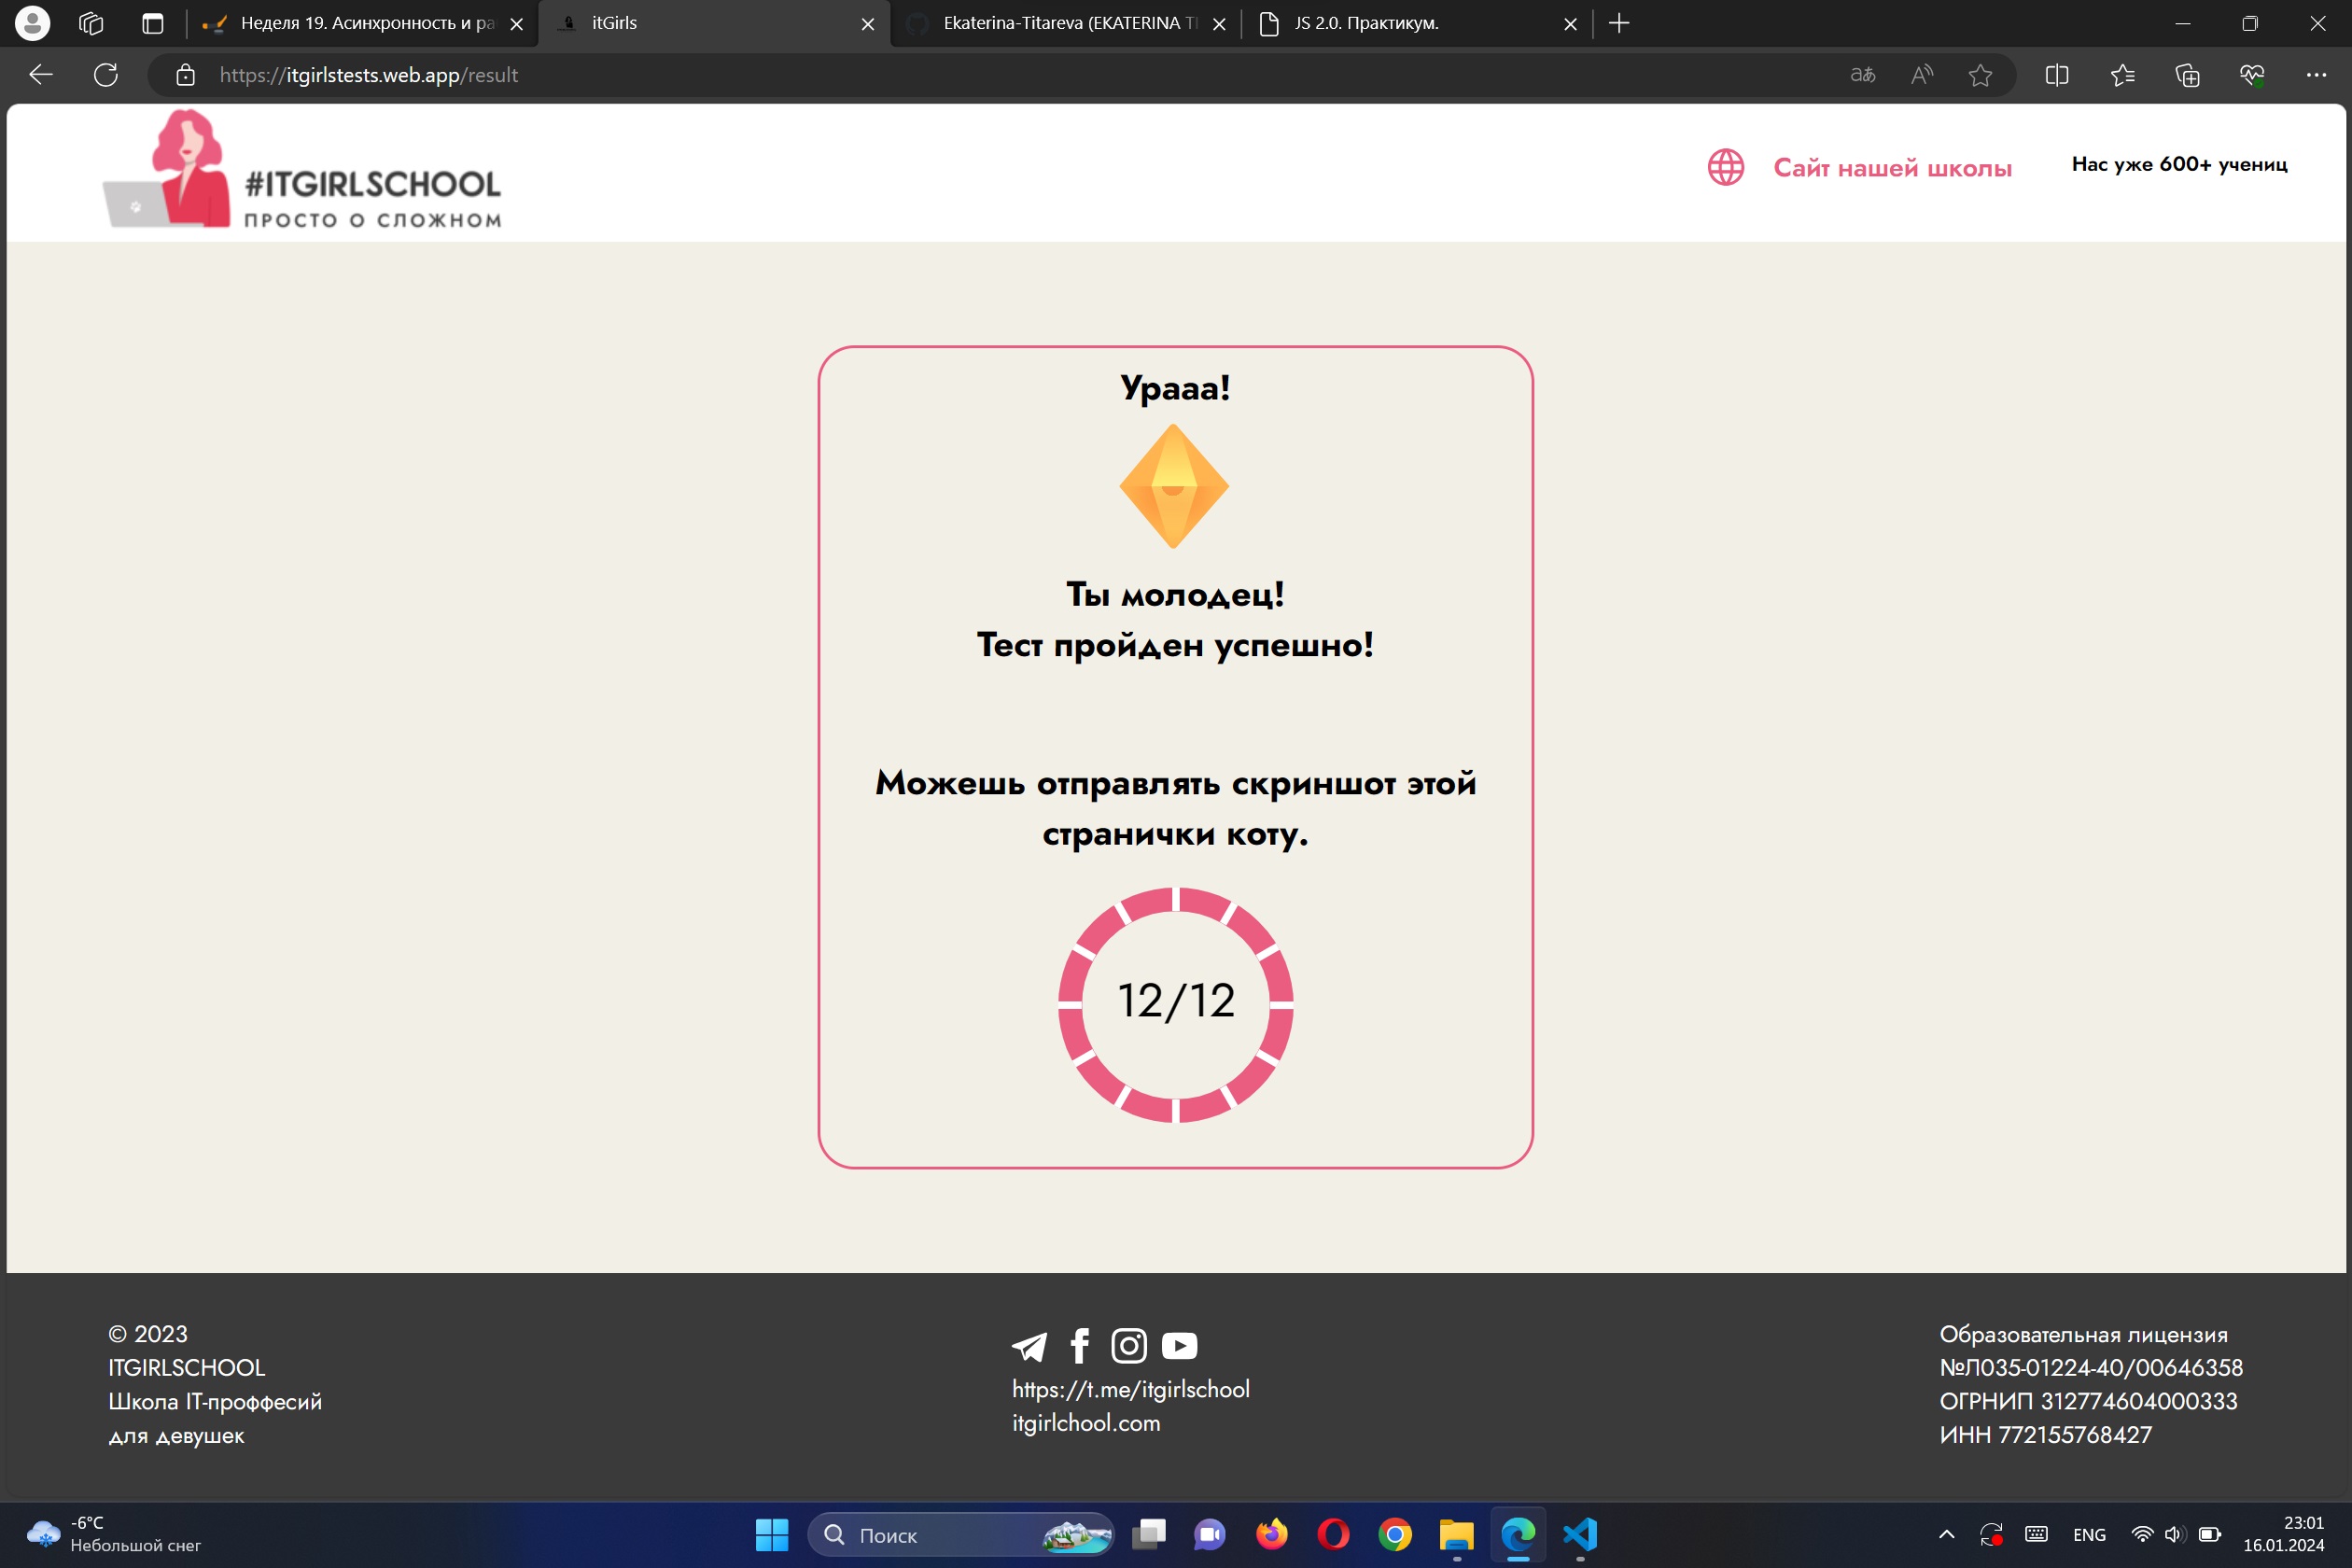 Неделя 19. Асинхронность и ра
itGirls
Ekaterina-Titareva (EKATERINA TI
JS 2.0. Практикум.
https://itgirlstests.web.app/result
#ITGIRLSCHOOL
ПРОСТО О СЛОЖНОМ
Сайт нашей школы
Нас уже 600+ учениц
Урааа!
Ты молодец!
Тест пройден успешно!
Можешь отправлять скриншот этой
странички коту.
12/12
© 2023
ITGIRLSCHOOL
Школа IT-проффесий
для девушек
https://t.me/itgirlschool
itgirlchool.com
Образовательная лицензия
№Л035-01224-40/00646358
ОГРНИП 312774604000333
ИНН 772155768427
-6°C
Небольшой снег
Поиск
ENG
23:01
16.01.2024